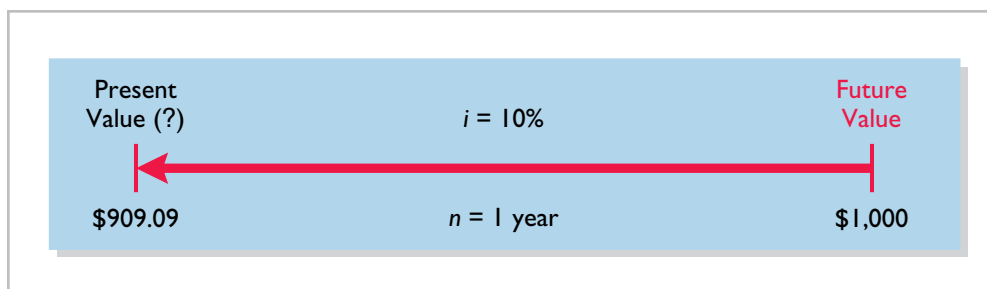 Present
Value (?)
i = 10%
Future
Value
$909.09
n = 1 year
$1,000